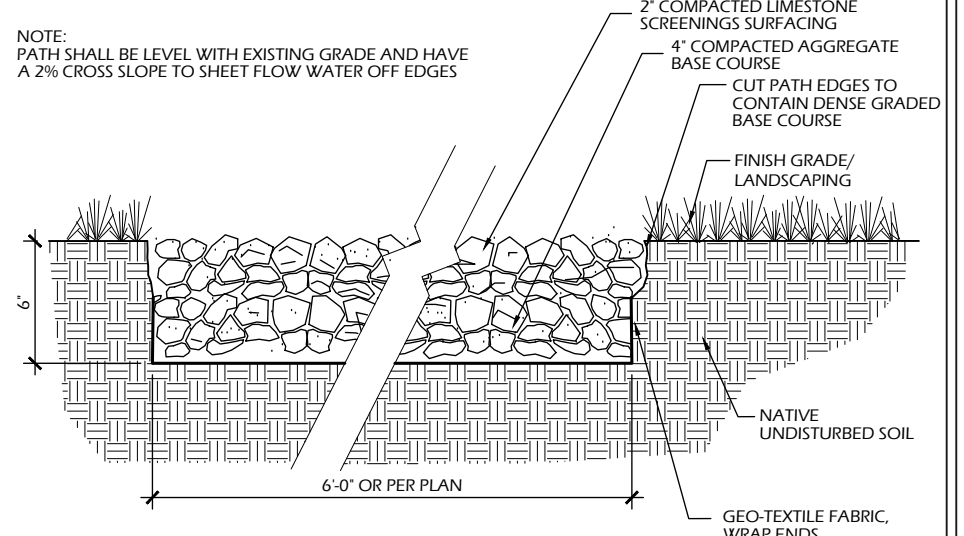 NOTE:
PATH SHALL BE LEVEL WITH EXISTING GRADE AND HAVE
A 2% CROSS SLOPE TO SHEET FLOW WATER OFF EDGES
2" COMPACTED LIMESTONE
SCREENINGS SURFACING
4" COMPACTED AGGREGATE
BASE COURSE
CUT PATH EDGES TO
CONTAIN DENSE GRADED
BASE COURSE
FINISH GRADE/
LANDSCAPING
6"
NATIVE
UNDISTURBED SOIL
6'-0" OR PER PLAN
GEO-TEXTILE FABRIC,
WRAP ENDS